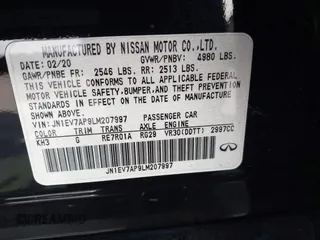 MANUFACTURED BY NISSAN MOTOR CO.,LTD.
DATE: 02/20 GVWR/PNBV: 4980 LBS.
GAWR/PNBE FR: 2546 LBS. RR: 2513 LBS.
THIS VEHICLE CONFORMS TO ALL APPLICABLE FEDERAL MOTOR
VEHICLE SAFETY,BUMPER,AND THEFT PREVENTION
STANDARDS IN EFFECT ON THE DATE OF MANUFACTURE
SHOWN ABOVE.
VIN: JN1EV7AP9LM207997 PASSENGER CAR
COLOR TRIM TRANS AXLE ENGINE
KH3 G RE7R01A RG29 VR30(DDTT) 2997CC
JN1EV7AP9LM207997
INFINITI